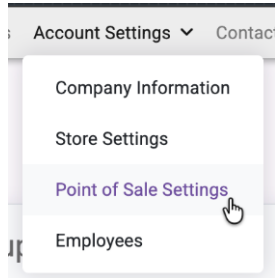 Account Settings
Company Information
Store Settings
Point of Sale Settings
Employees